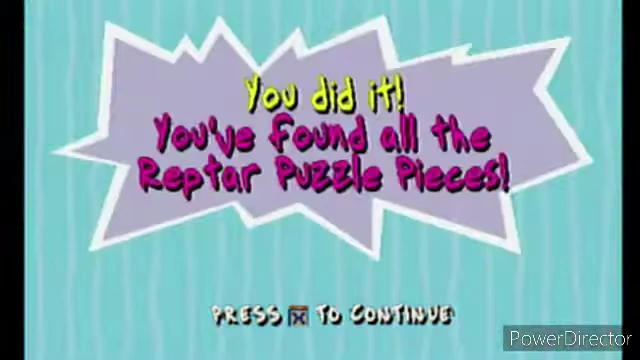 You did it!
You've found all the
Reptar Puzzle Pieces!
PRESS X TO CONTINUE
PowerDirector